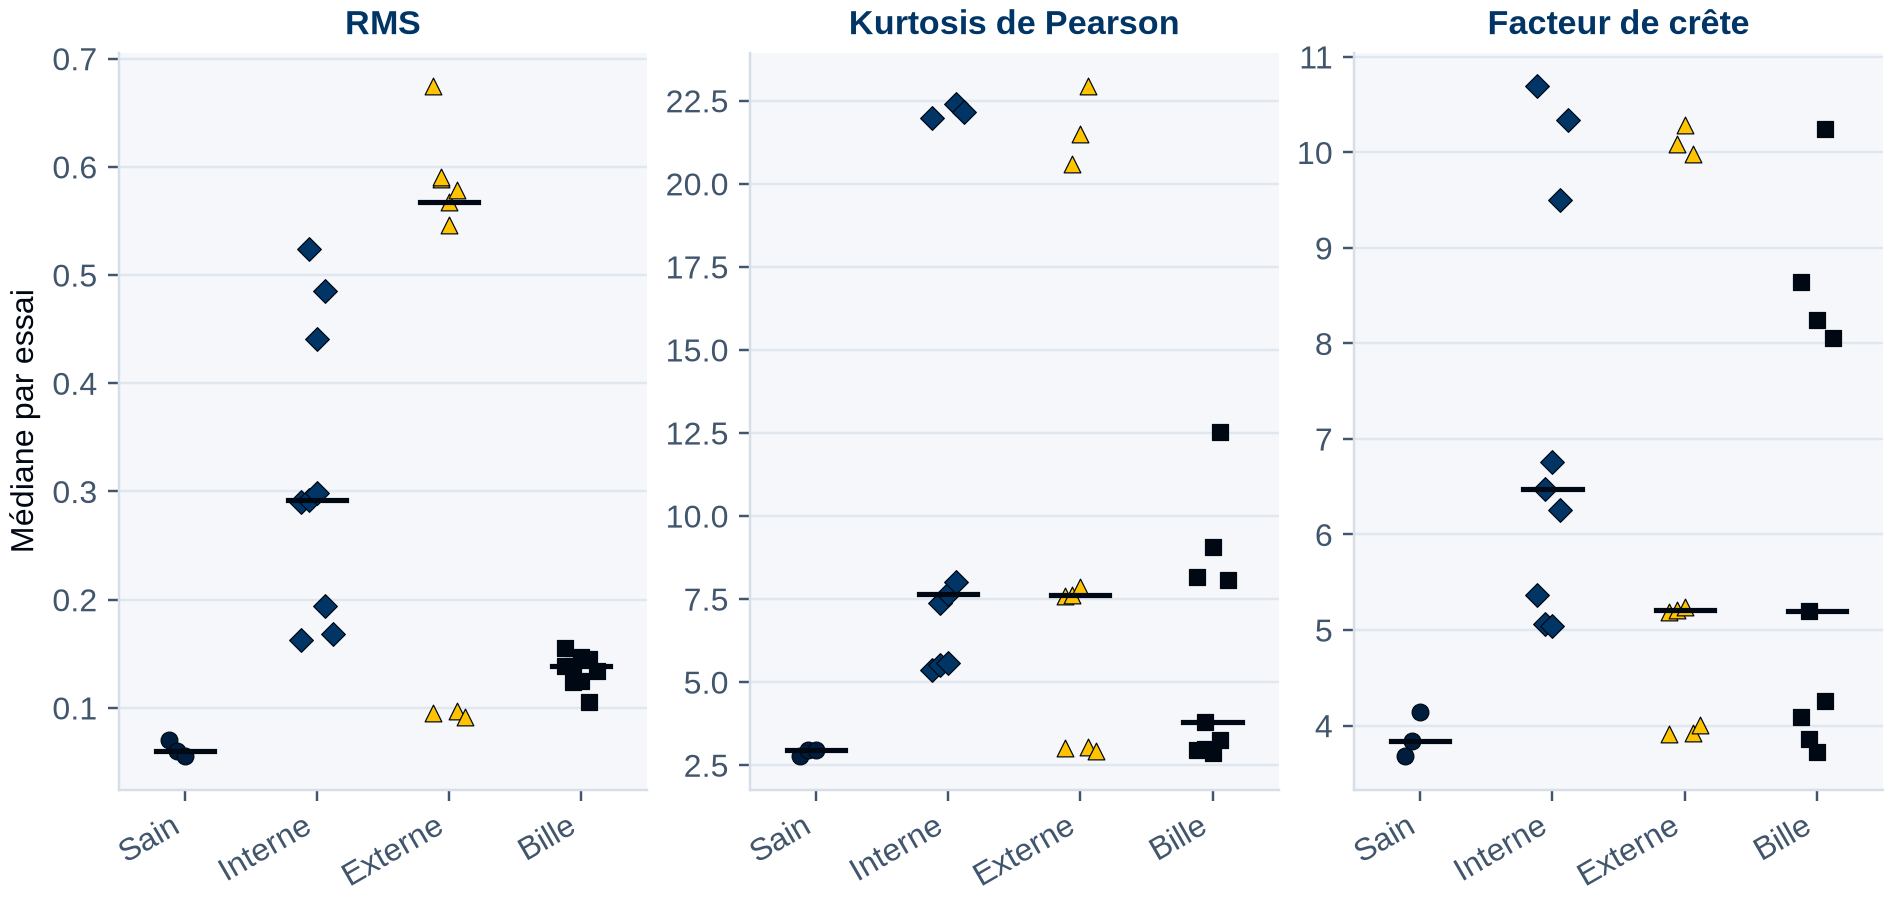 RMS
Kurtosis de Pearson
Facteur de crête
Médiane par essai
0.7
0.6
0.5
0.4
0.3
0.2
0.1
Sain
Interne
Externe
Bille
22.5
20.0
17.5
15.0
12.5
10.0
7.5
5.0
2.5
Sain
Interne
Externe
Bille
11
10
9
8
7
6
5
4
Sain
Interne
Externe
Bille